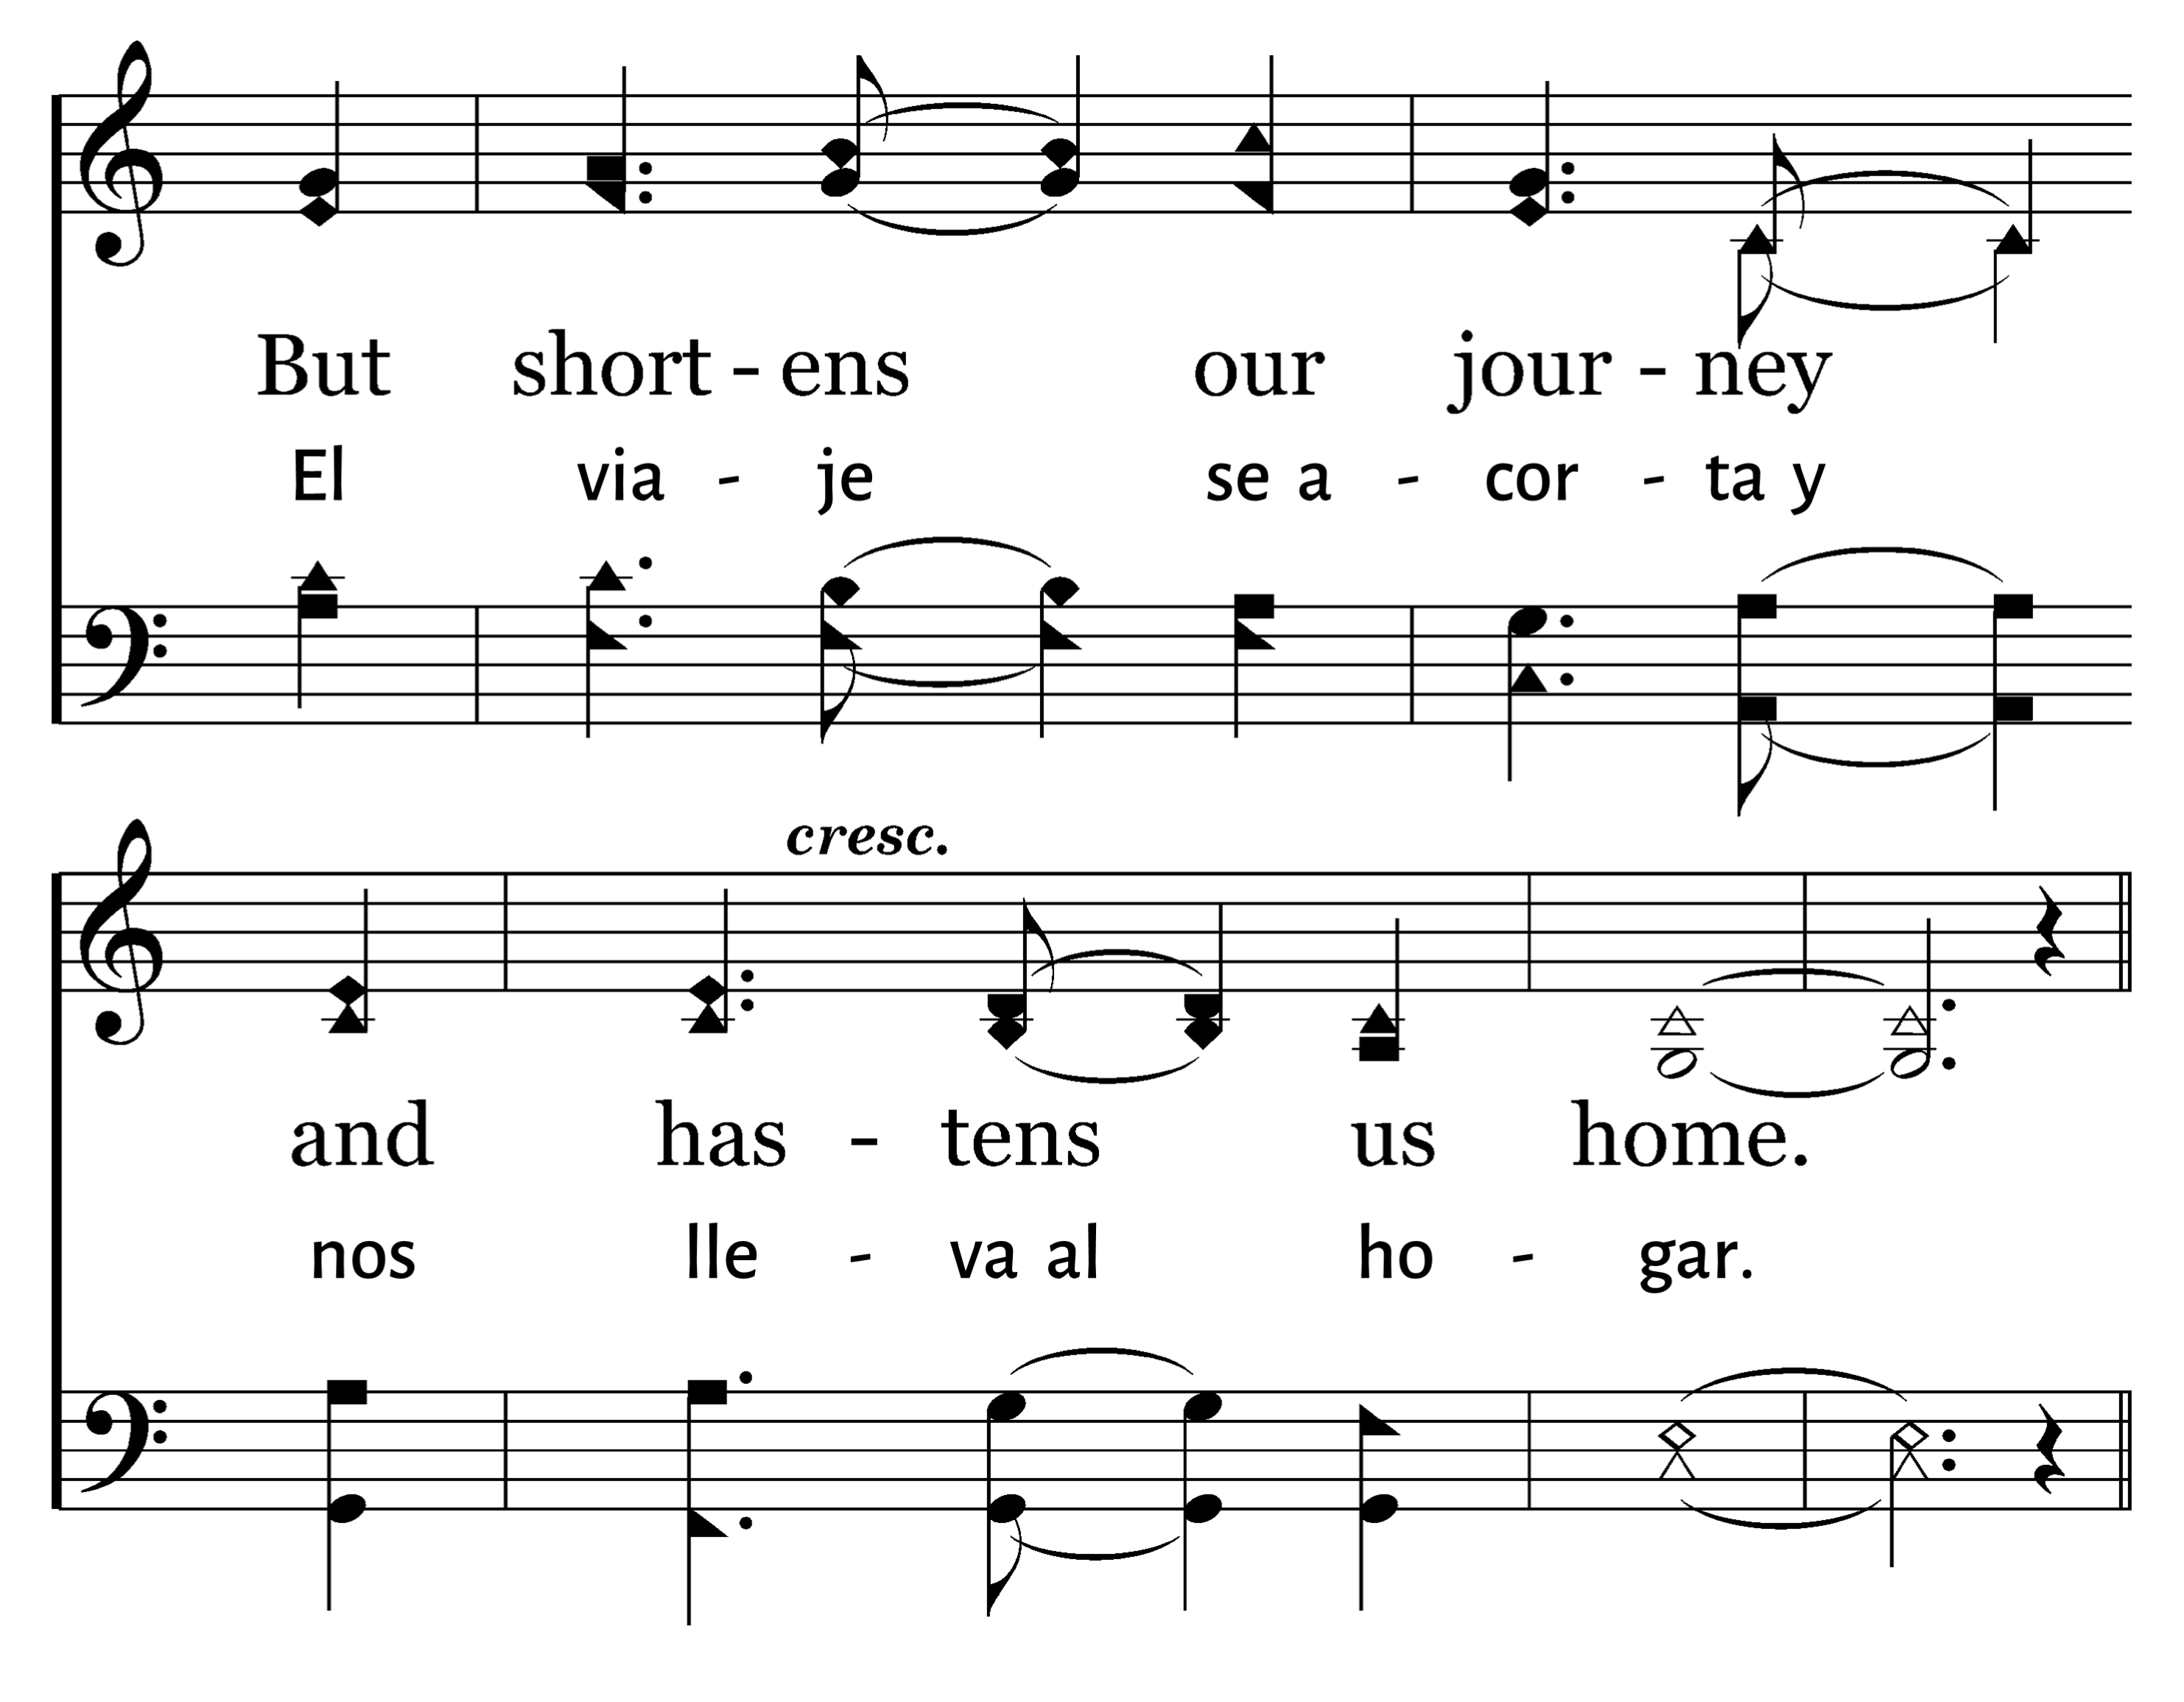 But short - ens our jour - ney
El via - je se a - cor - ta y
cresc.
and has - tens us home.
nos lle - va al ho - gar.